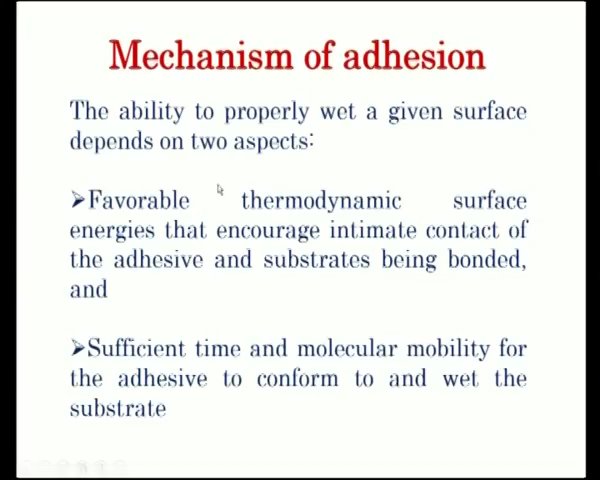 Mechanism of adhesion
The ability to properly wet a given surface
depends on two aspects:
➢Favorable thermodynamic surface
energies that encourage intimate contact of
the adhesive and substrates being bonded,
and
➢Sufficient time and molecular mobility for
the adhesive to conform to and wet the
substrate